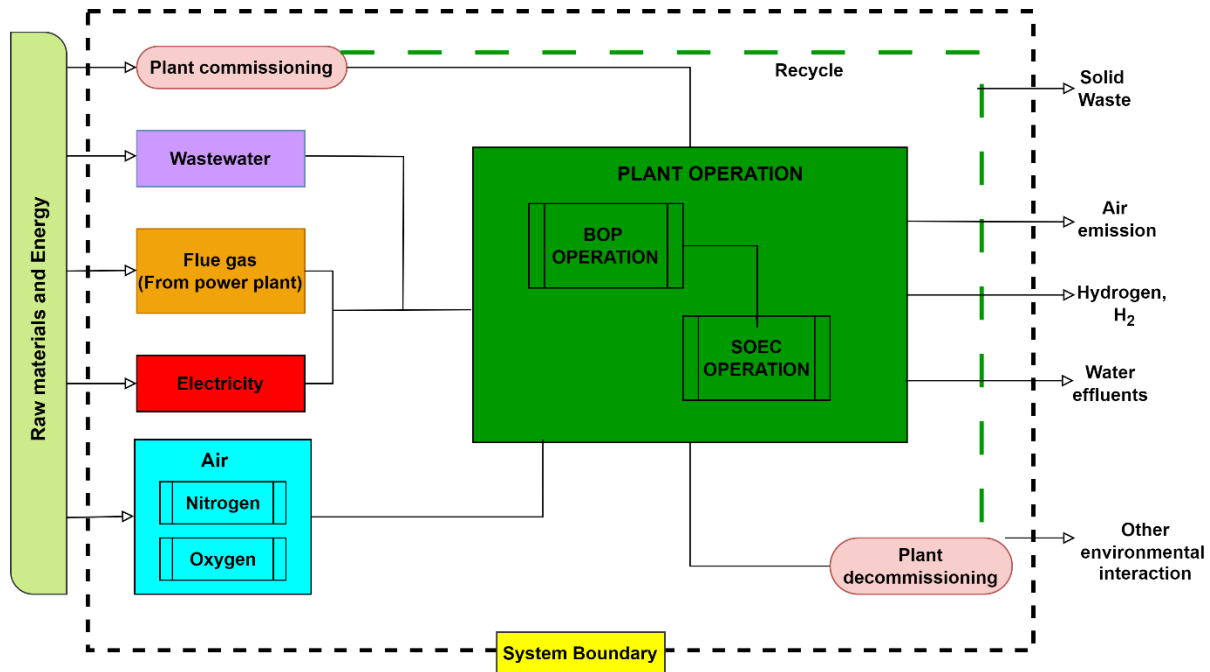 Raw materials and Energy
Plant commissioning
Recycle
Solid
Waste
Wastewater
PLANT OPERATION
BOP
OPERATION
Air
emission
Flue gas
(From power plant)
Hydrogen,
H2
SOEC
OPERATION
Electricity
Water
effluents
Air
Nitrogen
Oxygen
Plant
decommissioning
Other
environmental
interaction
System Boundary